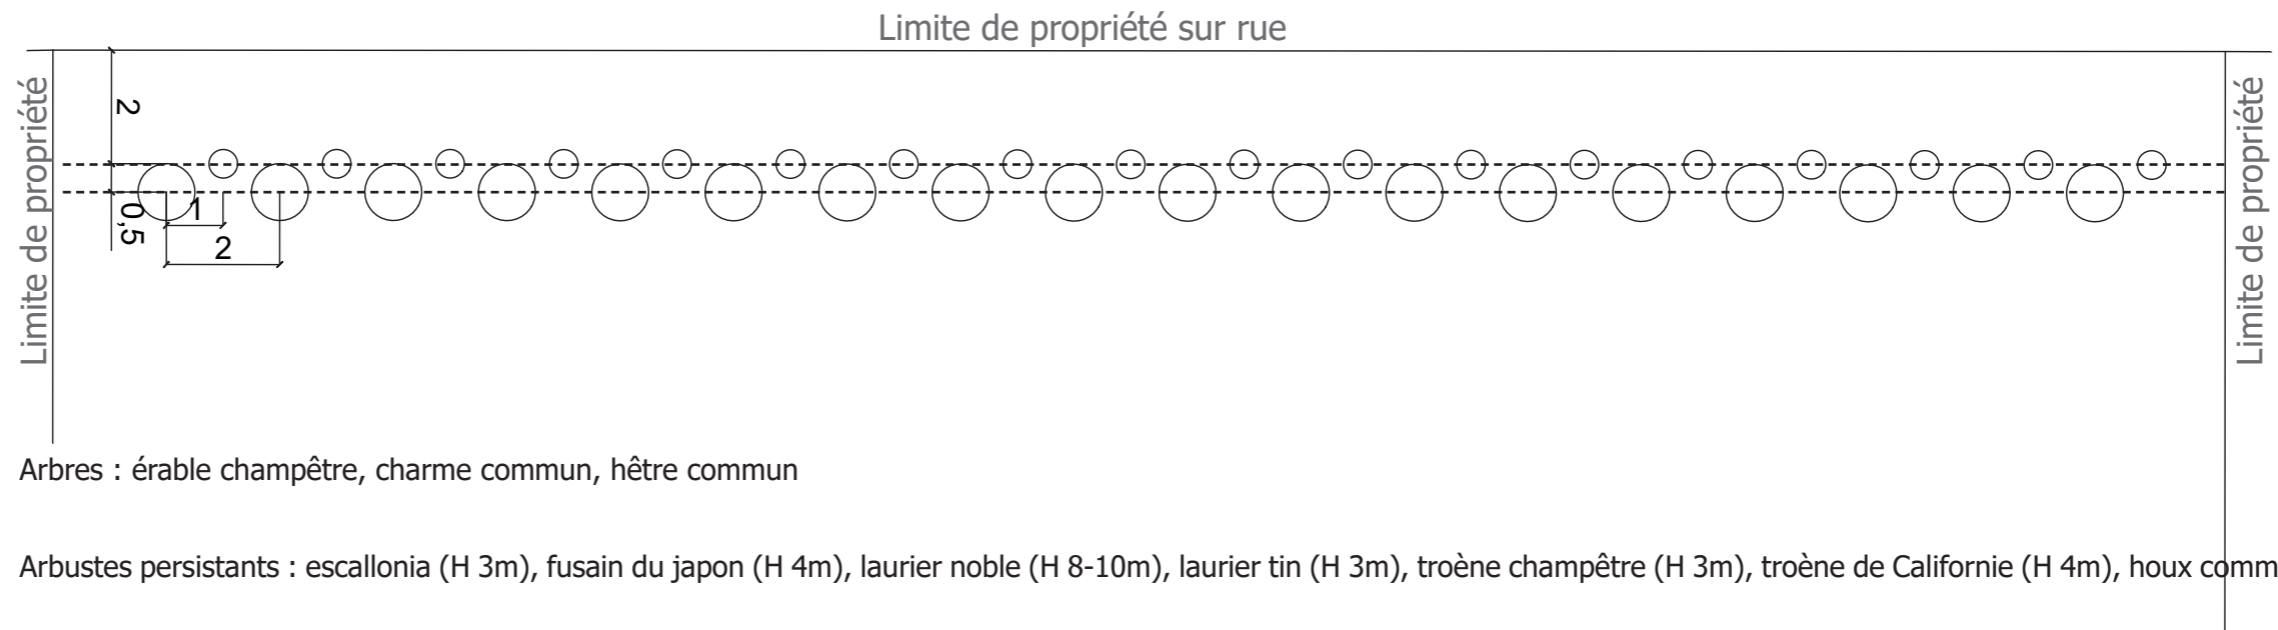 Limite de propriété sur rue
Limite de propriété
Limite de propriété
2
0,5
1
2
Arbres : érable champêtre, charme commun, hêtre commun
Arbustes persistants : escallonia (H 3m), fusain du japon (H 4m), laurier noble (H 8-10m), laurier tin (H 3m), troène champêtre (H 3m), troène de Californie (H 4m), houx comm